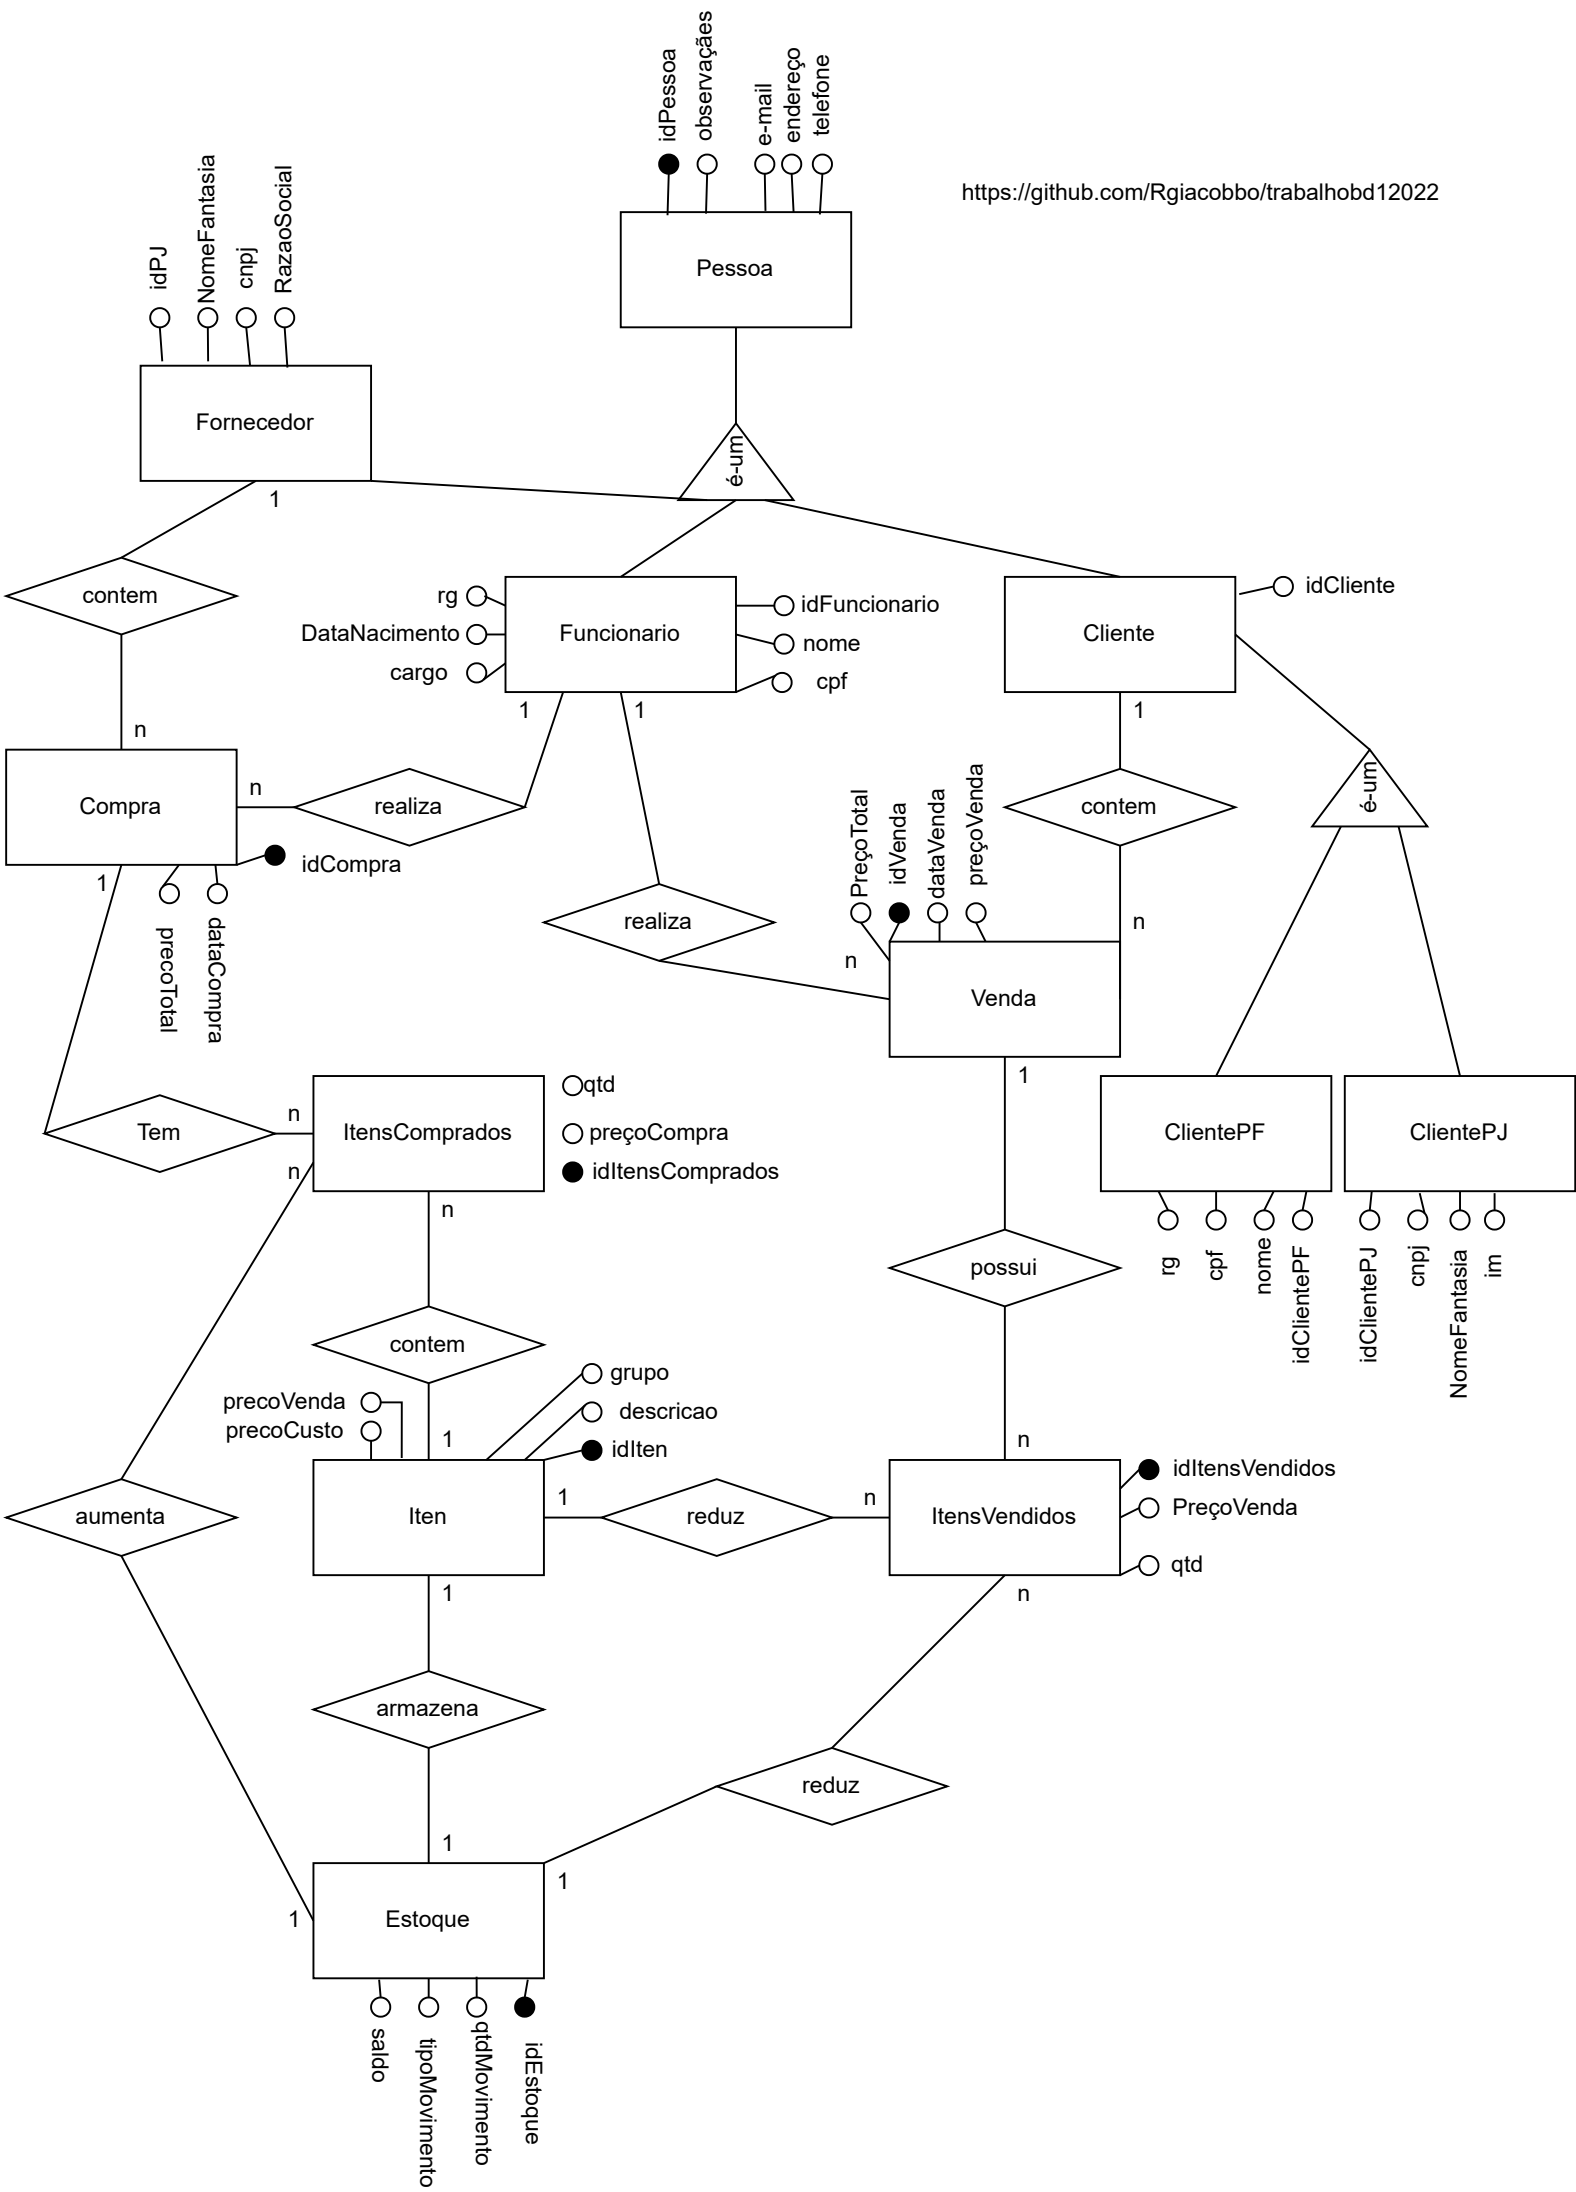 idPessoa
observaçães
e-mail
endereço
telefone
https://github.com/Rgiacobbo/trabalhobd12022
Pessoa
idPJ
NomeFantasia
cnpj
RazaoSocial
Fornecedor
é-um
1
contem
n
rg
DataNacimento
cargo
Funcionario
idFuncionario
nome
cpf
1
1
Cliente
idCliente
1
contem
n
é-um
Compra
n
realiza
idCompra
1
precoTotal
dataCompra
realiza
n
PreçoTotal
idVenda
dataVenda
preçoVenda
Venda
1
Tem
n
ItensComprados
n
n
qtd
preçoCompra
idItensComprados
ClientePF
rg
cpf
nome
idClientePF
ClientePJ
idClientePJ
cnpj
NomeFantasia
im
possui
n
contem
1
precoVenda
precoCusto
grupo
descricao
idIten
aumenta
Iten
1
reduz
n
ItensVendidos
idItensVendidos
PreçoVenda
qtd
1
n
armazena
1
reduz
1
1
Estoque
saldo
tipoMovimento
qtdMovimento
idEstoque